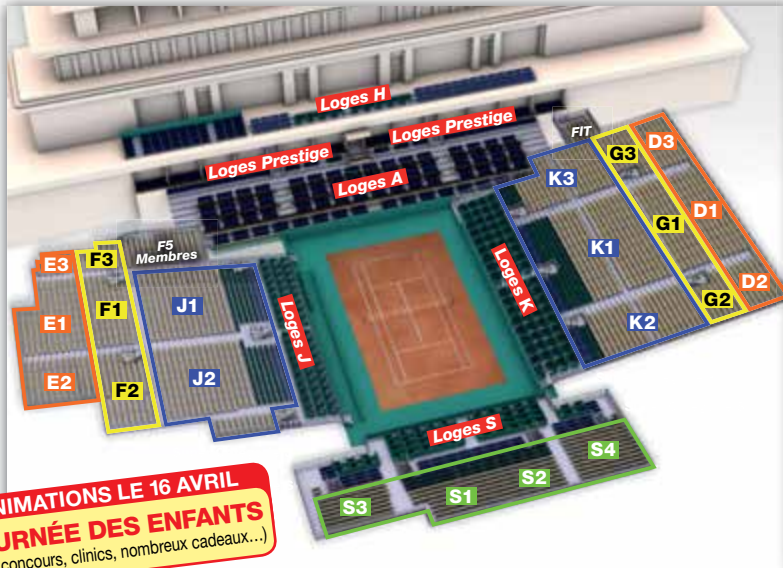 Loges H
Loges Prestige
Loges Prestige
Loges A
FIT
G3
D3
K3
G1
D1
K1
Loges K
D2
G2
K2
F5
Membres
E3
F3
J1
F1
E1
Loges J
J2
E2
F2
Loges S
S4
S2
S1
S3
NIMATIONS LE 16 AVRIL
URNÉE DES ENFANTS
concours, clinics, nombreux cadeaux...)